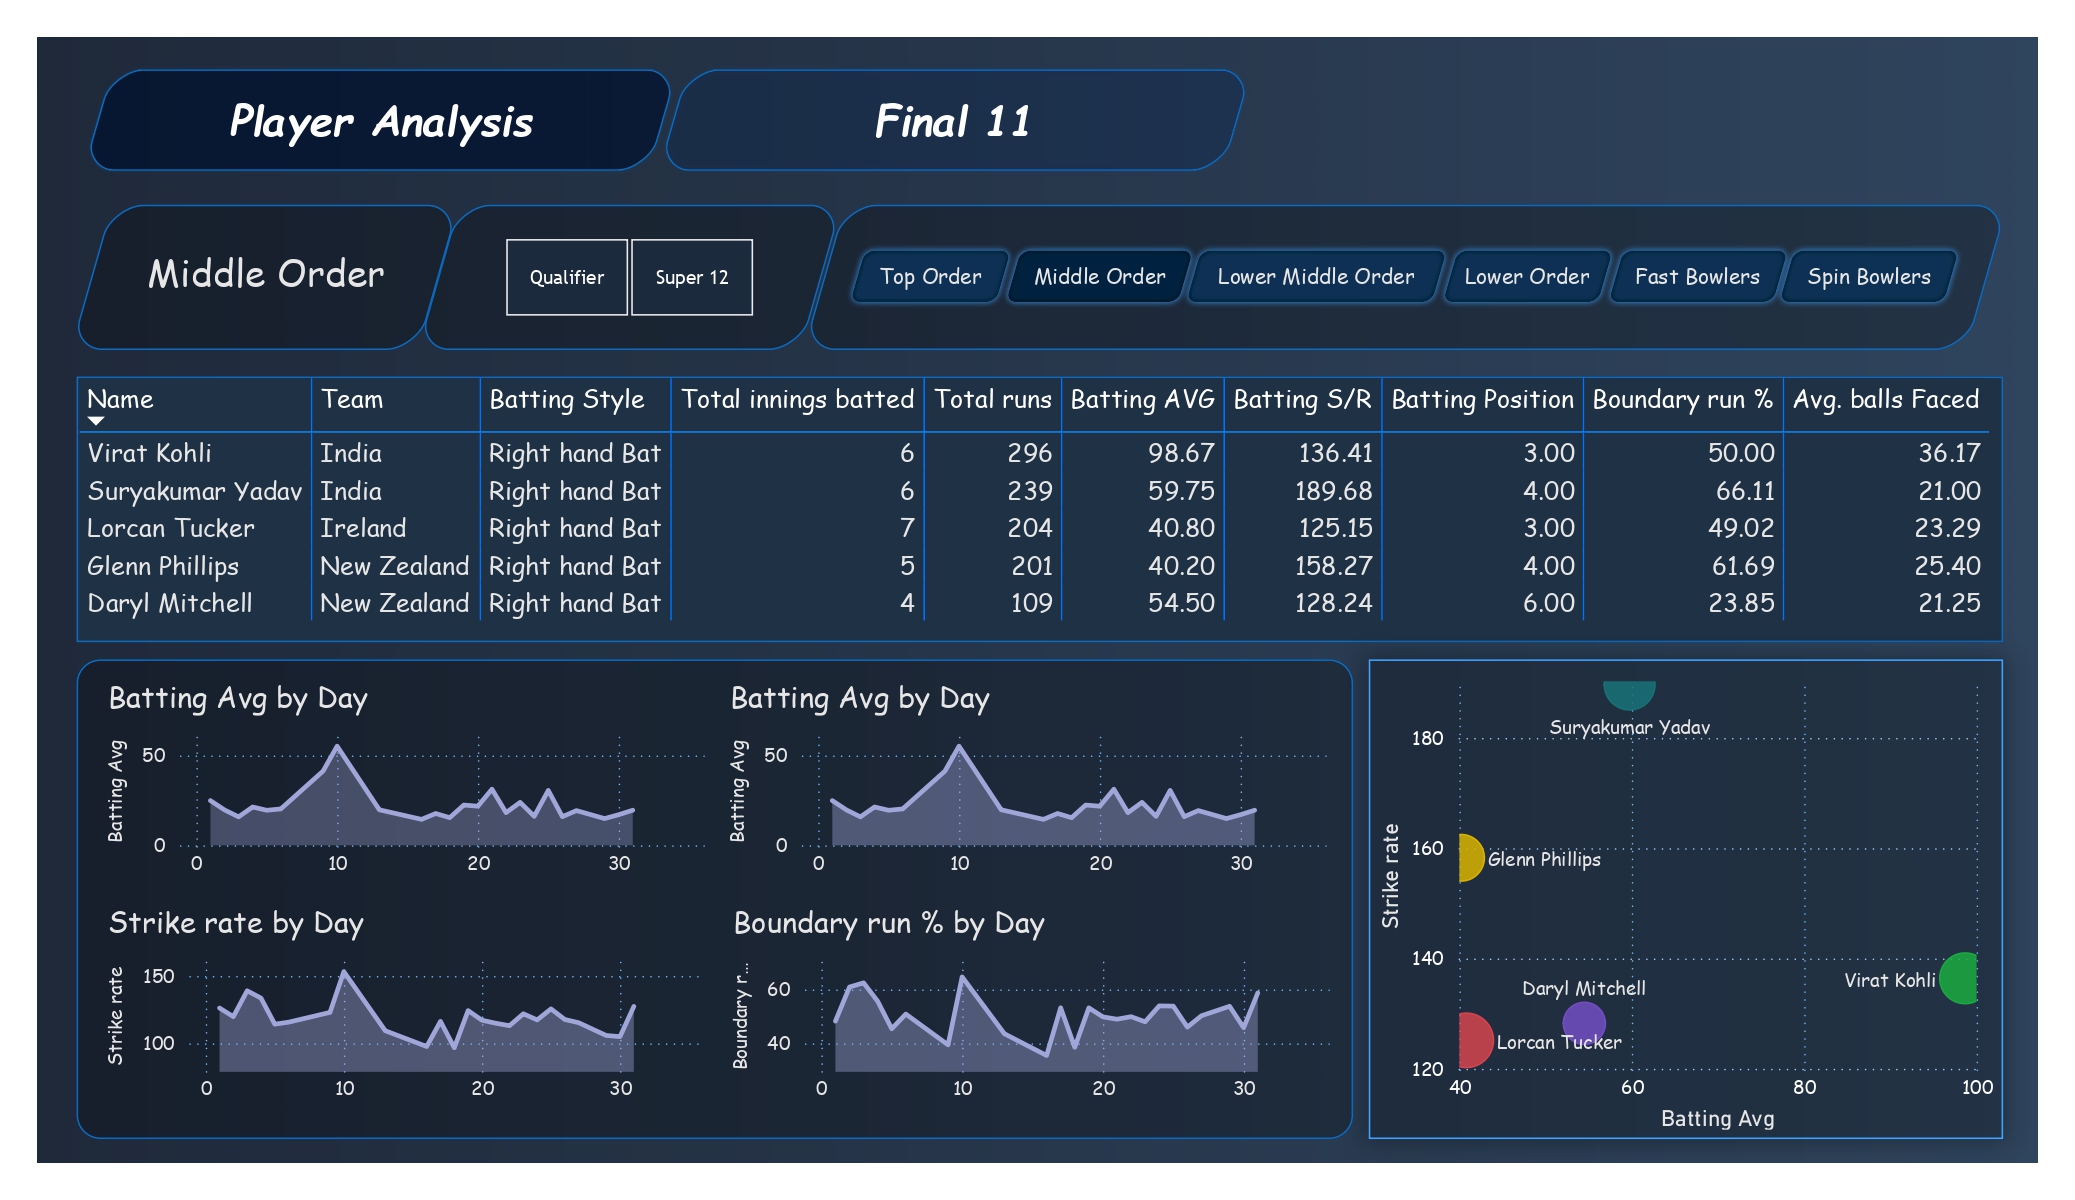 Player Analysis
Final 11
Middle Order
Qualifier
Super 12
Top Order
Middle Order
Lower Middle Order
Lower Order
Fast Bowlers
Spin Bowlers
Name Team Batting Style Total innings batted Total runs Batting AVG Batting S/R Batting Position Boundary run % Avg. balls Faced
Virat Kohli India Right hand Bat 6 296 98.67 136.41 3.00 50.00 36.17
Suryakumar Yadav India Right hand Bat 6 239 59.75 189.68 4.00 66.11 21.00
Lorcan Tucker Ireland Right hand Bat 7 204 40.80 125.15 3.00 49.02 23.29
Glenn Phillips New Zealand Right hand Bat 5 201 40.20 158.27 4.00 61.69 25.40
Daryl Mitchell New Zealand Right hand Bat 4 109 54.50 128.24 6.00 23.85 21.25
Batting Avg by Day
Batting Avg
50
0
0 10 20 30
Batting Avg by Day
Batting Avg
50
0
0 10 20 30
Strike rate by Day
Strike rate
150
100
0 10 20 30
Boundary run % by Day
Boundary r...
60
40
0 10 20 30
Strike rate
Suryakumar Yadav
180
160
Glenn Phillips
140
Virat Kohli
Daryl Mitchell
Lorcan Tucker
120
40 60 80 100
Batting Avg